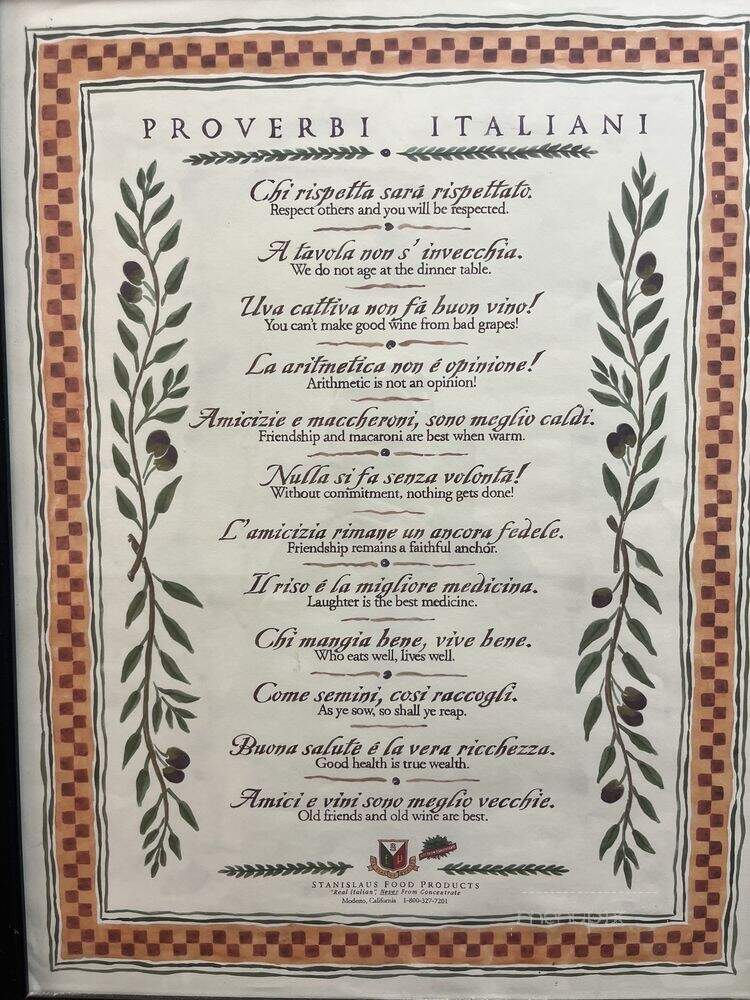 PROVERBI ITALIANI
Chi rispetta sará rispettato.
Respect others and you will be respected.
A tavola non s' invecchia.
We do not age at the dinner table.
Uva cattiva non fá buon vino!
You can't make good wine from bad grapes!
La aritmetica non é opinione!
Arithmetic is not an opinion!
Amicizie e maccheroni, sono meglio caldi.
Friendship and macaroni are best when warm.
Nulla si fa senza volontá!
Without commitment, nothing gets done!
L'amicizia rimane un ancora fedele.
Friendship remains a faithful anchor.
Il riso é la migliore medicina.
Laughter is the best medicine.
Chi mangia bene, vive bene.
Who eats well, lives well.
Come semini, cosi raccogli.
As ye sow, so shall ye reap.
Buona salute é la vera ricchezza.
Good health is true wealth.
Amici e vini sono meglio vecchie.
Old friends and old wine are best.
STANISLAUS FOOD PRODUCTS
"Real Italian", Never From Concentrate
Modesto, California 1-800-327-7201